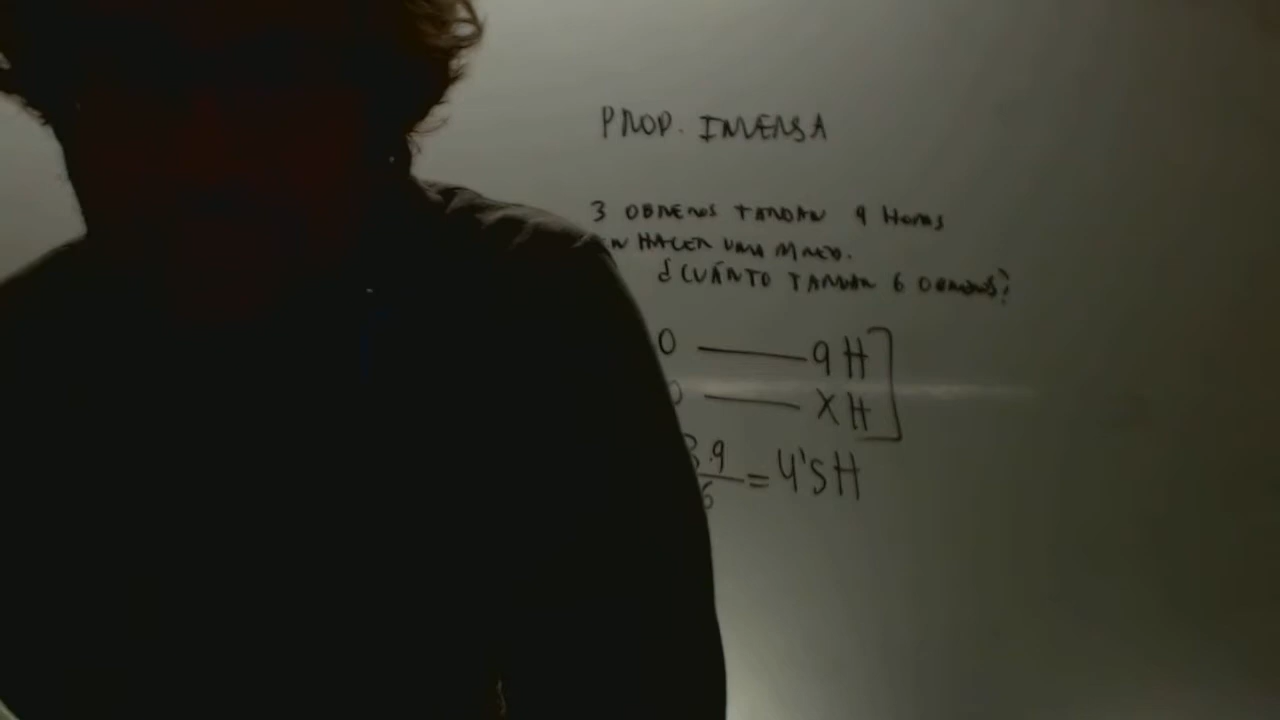 PROP. INVERSA
3 OBREROS TARDAN 9 HORAS
EN HACER UNA MESA.
¿CUÁNTO TARDAN 6 OBREROS?
O — 9 H
O — X H
3.9
6 = 4'5 H